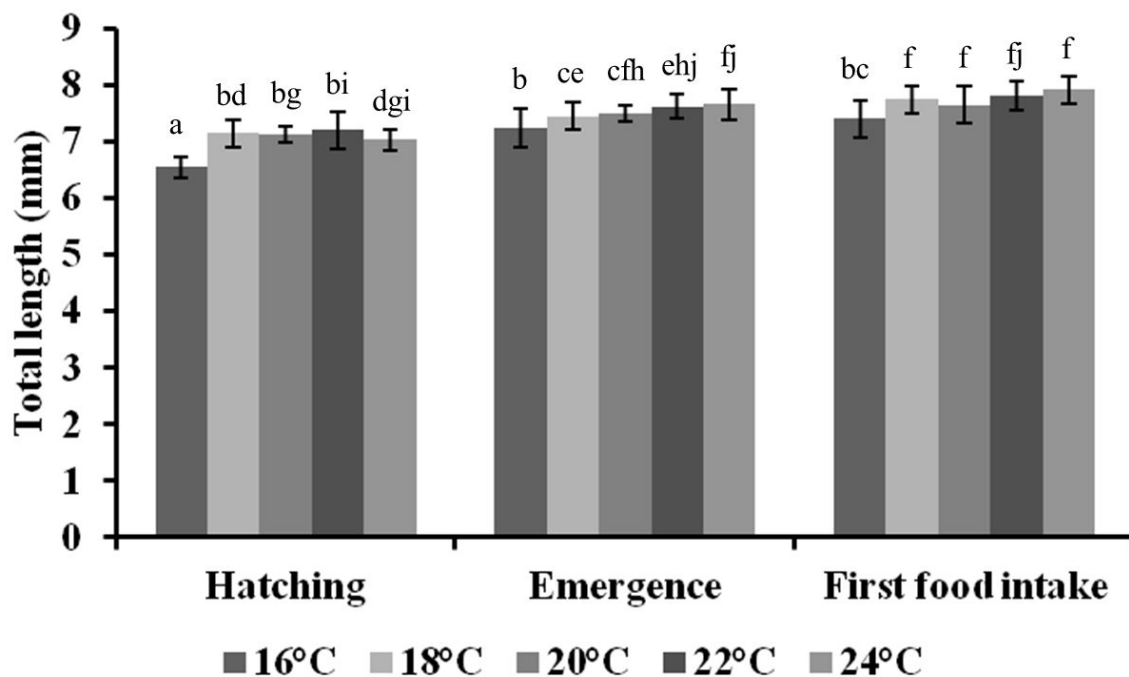 Total length (mm)
9
8
7
6
5
4
3
2
1
0
a
bd
bg
bi
dgi
b
ce
cfh
ehj
fj
bc
f
f
fj
f
Hatching
Emergence
First food intake
16°C
18°C
20°C
22°C
24°C